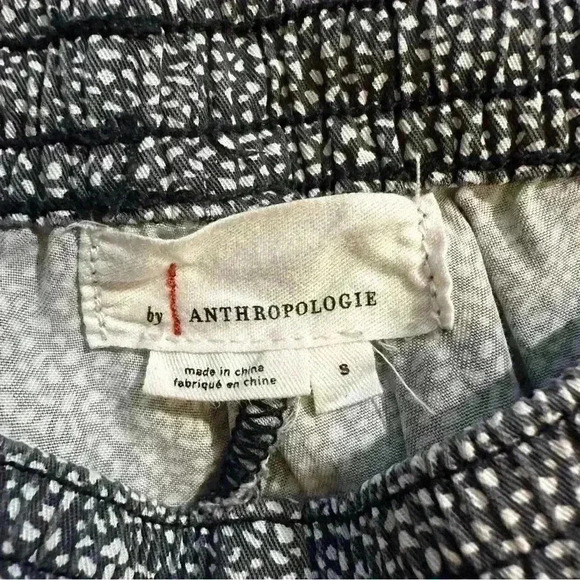 by ANTHROPOLOGIE
made in china
fabriqué en chine
S